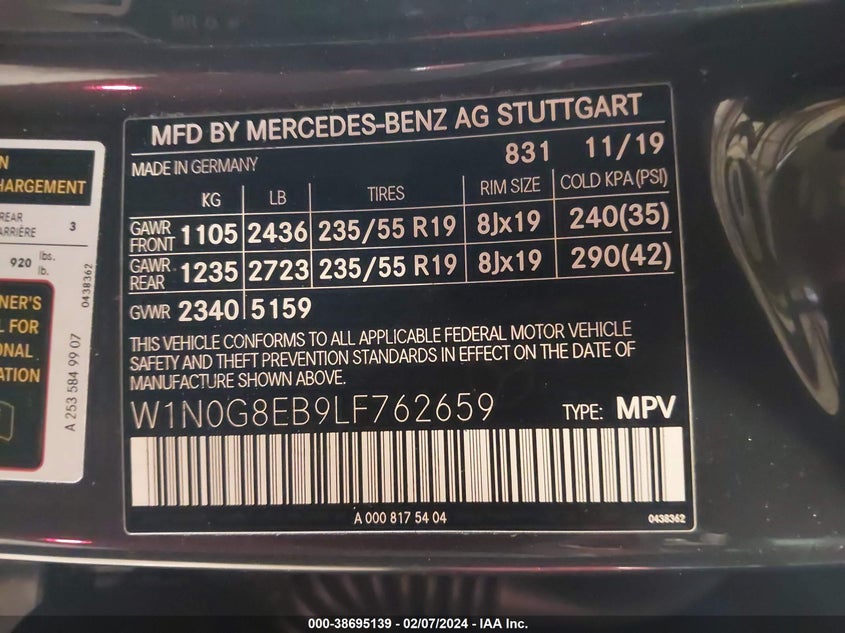 MFD BY MERCEDES-BENZ AG STUTTGART
MADE IN GERMANY 831 11/19
KG LB TIRES RIM SIZE COLD KPA(PSI)
GAWR FRONT 1105 2436 235/55 R19 8Jx19 240(35)
GAWR REAR 1235 2723 235/55 R19 8Jx19 290(42)
GVWR 2340 5159
THIS VEHICLE CONFORMS TO ALL APPLICABLE FEDERAL MOTOR VEHICLE
SAFETY AND THEFT PREVENTION STANDARDS IN EFFECT ON THE DATE OF
MANUFACTURE SHOWN ABOVE.
W1N0G8EB9LF762659 TYPE: MPV
A 000 817 54 04 0438362
REAR 3
920 lbs.
lb.
FOR
A 253 584 99 07 0438362
000-38695139 - 02/07/2024 - IAA Inc.